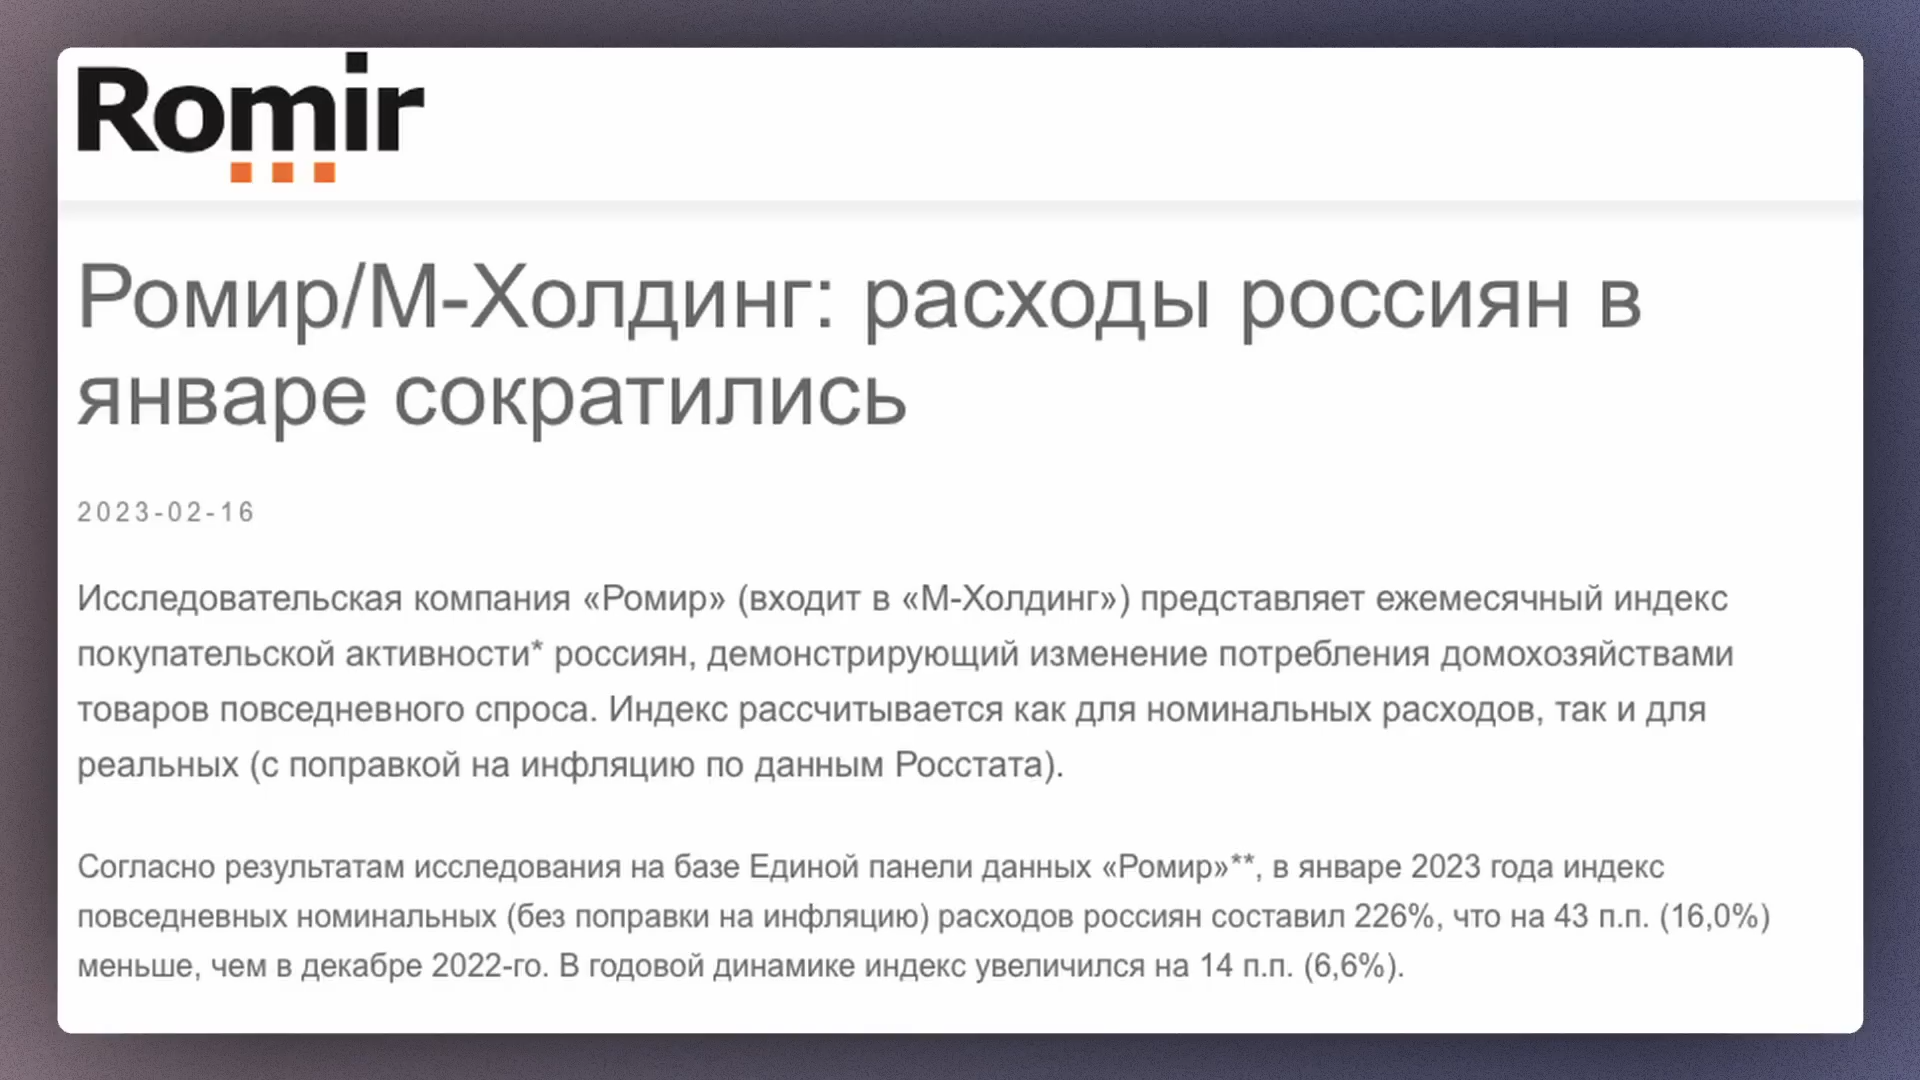 Romir
Ромир/М-Холдинг: расходы россиян в
январе сократились
2023-02-16
Исследовательская компания «Ромир» (входит в «М-Холдинг») представляет ежемесячный индекс
покупательской активности* россиян, демонстрирующий изменение потребления домохозяйствами
товаров повседневного спроса. Индекс рассчитывается как для номинальных расходов, так и для
реальных (с поправкой на инфляцию по данным Росстата).
Согласно результатам исследования на базе Единой панели данных «Ромир»**, в январе 2023 года индекс
повседневных номинальных (без поправки на инфляцию) расходов россиян составил 226%, что на 43 п.п. (16,0%)
меньше, чем в декабре 2022-го. В годовой динамике индекс увеличился на 14 п.п. (6,6%).